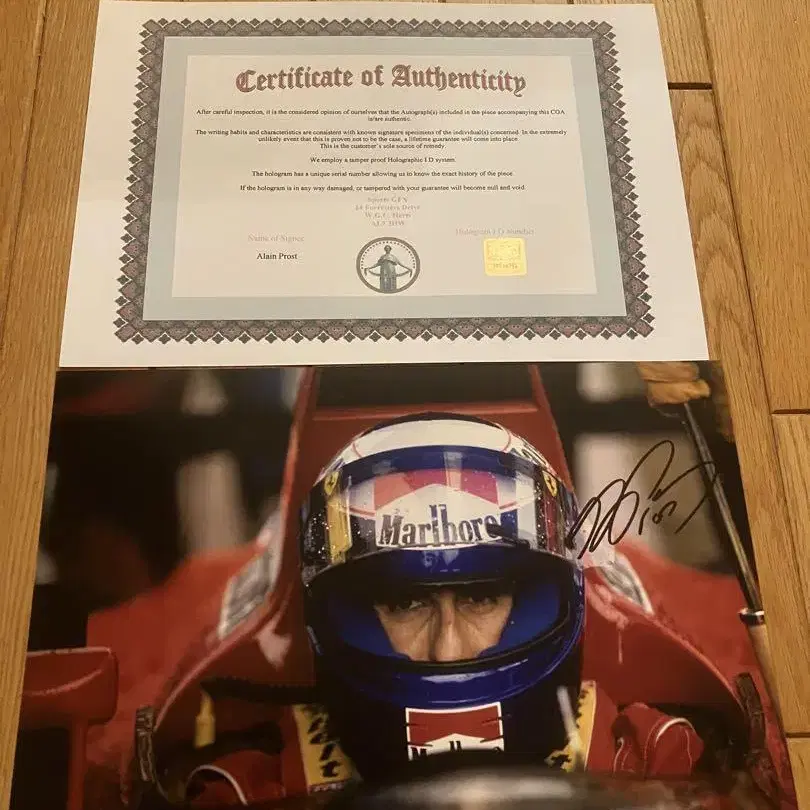 Certificate of Authenticity
After careful inspection, it is the considered opinion of ourselves that the Autograph(s) included in the piece accompanying this COA
is/are authentic.
The writing habits and characteristics are consistent with known signature specimens of the individual(s) concerned. In the extremely
unlikely event that this is proven not to be the case, a lifetime guarantee will come into place
This is the customer's sole source of remedy
We employ a tamper proof Holographic I D system.
The hologram has a unique serial number allowing us to know the exact history of the piece.
If the hologram is in any way damaged, or tampered with your guarantee will become null and void.
W.G.C. Herts
Name of Signee
Hologram I D number
Alain Prost
Marlboro
Marlboro